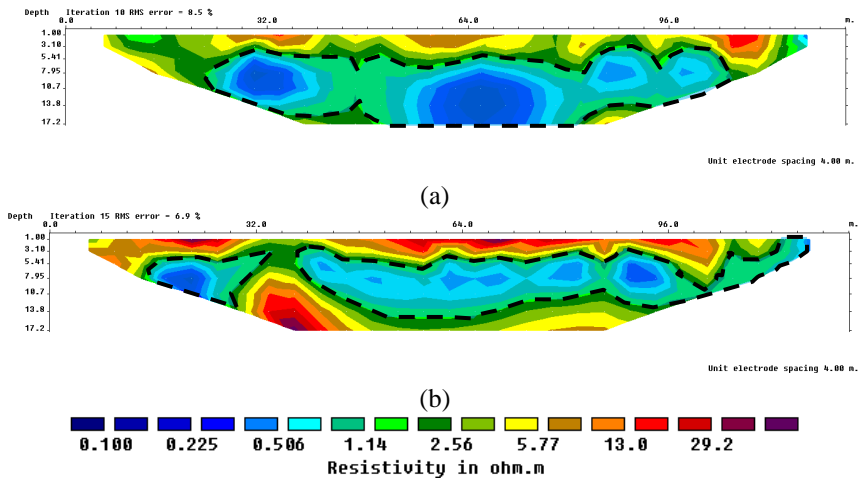 Depth Iteration 10 RMS error = 8.5 %
0.0 32.0 64.0 96.0 m.
1.00
3.10
5.41
7.95
10.7
13.8
17.2
Unit electrode spacing 4.00 m.
(a)
Depth Iteration 15 RMS error = 6.9 %
0.0 32.0 64.0 96.0 m.
1.00
3.10
5.41
7.95
10.7
13.8
17.2
Unit electrode spacing 4.00 m.
(b)
0.100 0.225 0.506 1.14 2.56 5.77 13.0 29.2
Resistivity in ohm.m